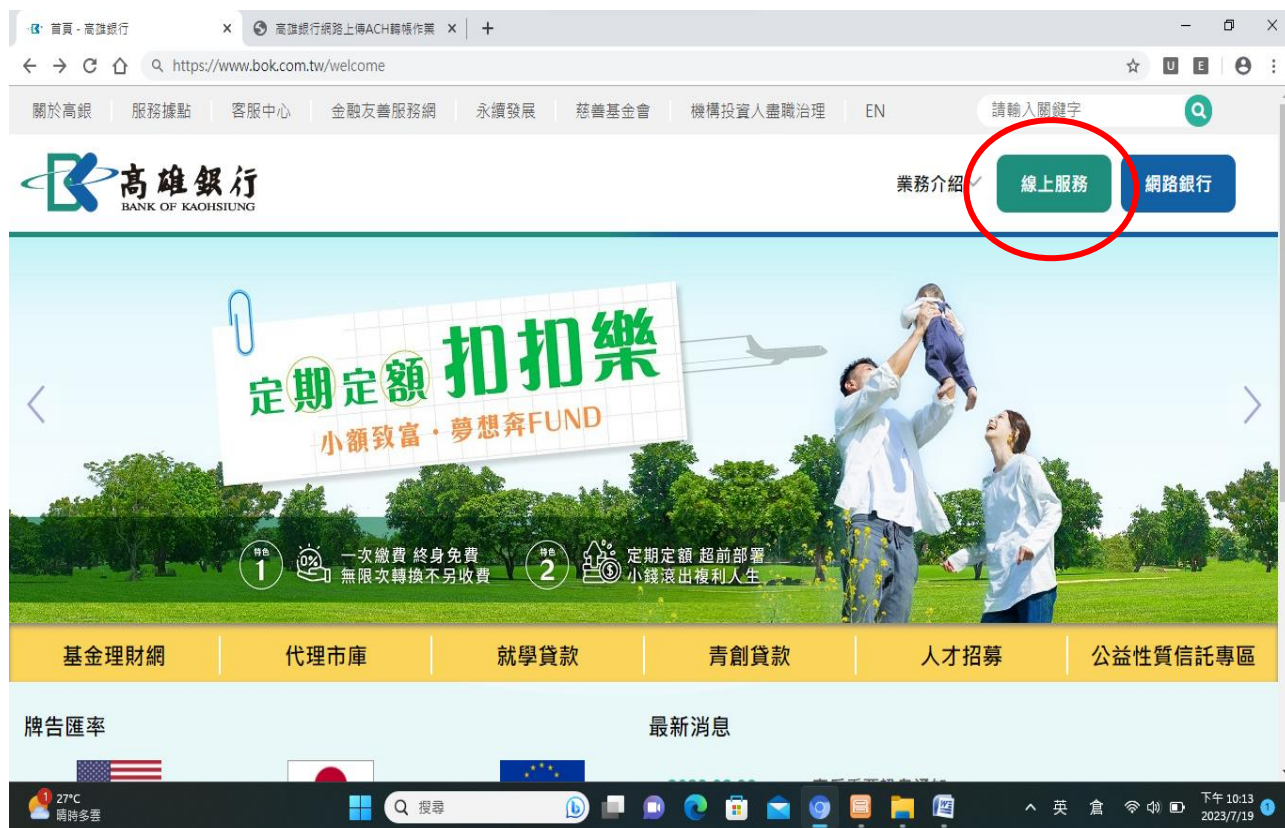 首頁 - 高雄銀行
高雄銀行網路上傳ACH轉帳作業
https://www.bok.com.tw/welcome
U E
關於高銀 服務據點 客服中心 金融友善服務網 永續發展 慈善基金會 機構投資人盡職治理 EN 請輸入關鍵字
高雄銀行
BANK OF KAOHSIUNG
業務介紹 線上服務 網路銀行
定期定額 扣扣樂
小額致富・夢想奔FUND
特色 1 0% 一次繳費 終身免費
無限次轉換不另收費
特色 2 定期定額 超前部署
小錢滾出複利人生
基金理財網 代理市庫 就學貸款 青創貸款 人才招募 公益性質信託專區
牌告匯率 最新消息
1 27°C
晴時多雲
搜尋
英 倉
下午 10:13
2023/7/19
1